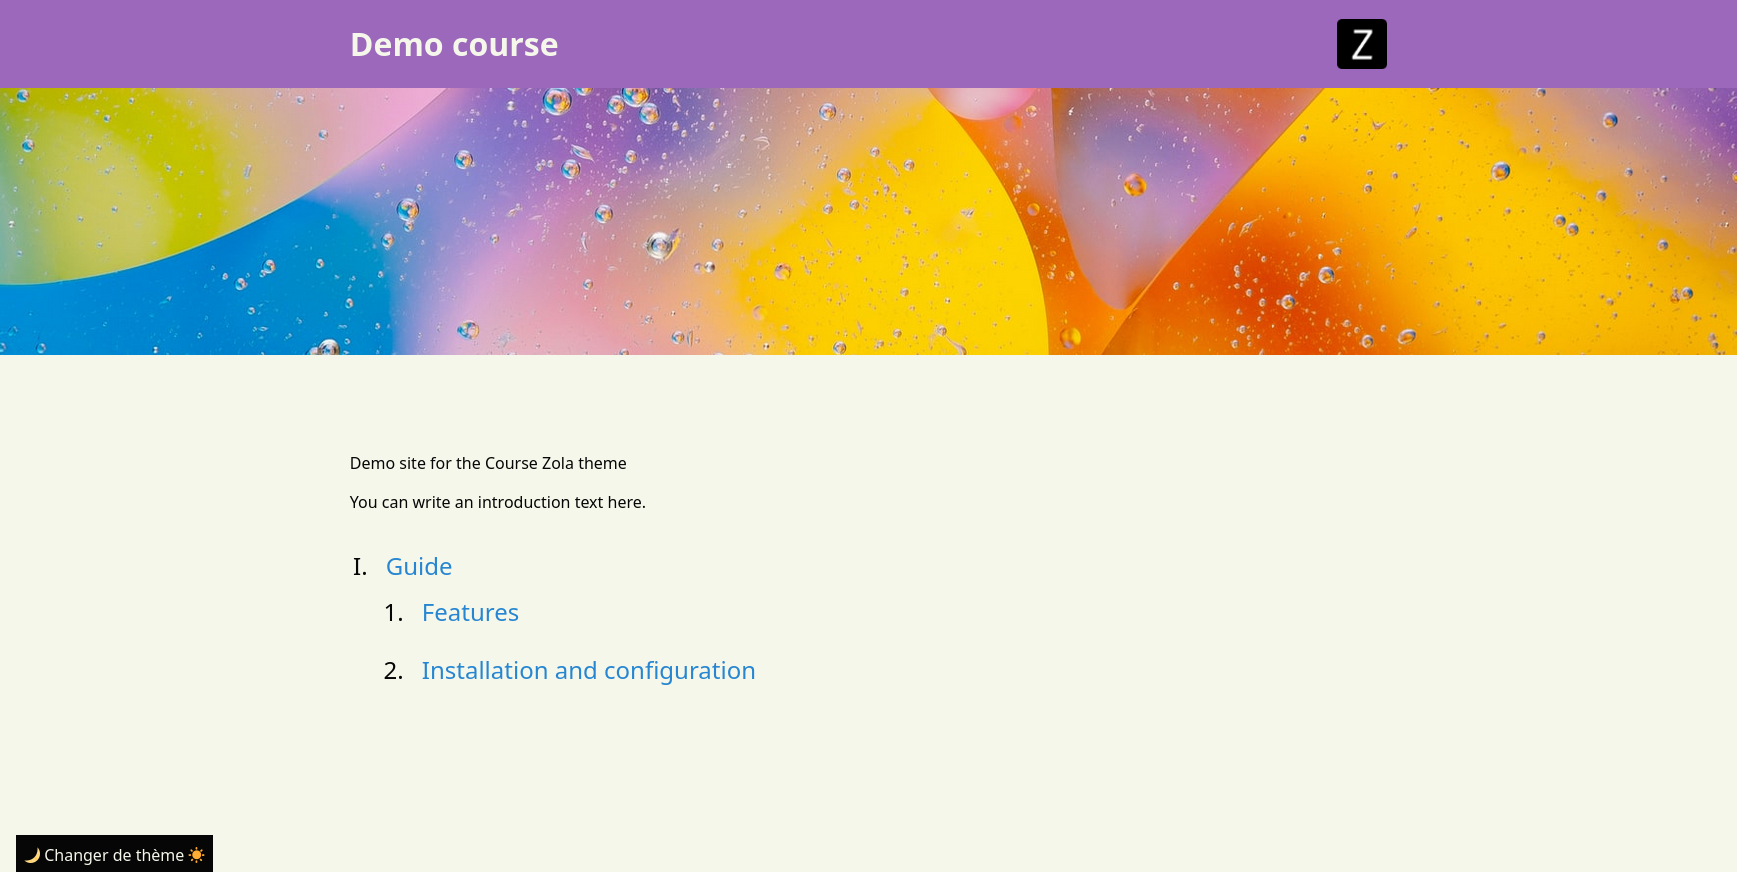 Demo course
Z
Demo site for the Course Zola theme
You can write an introduction text here.
I. Guide
1. Features
2. Installation and configuration
🌙 Changer de thème ☀️